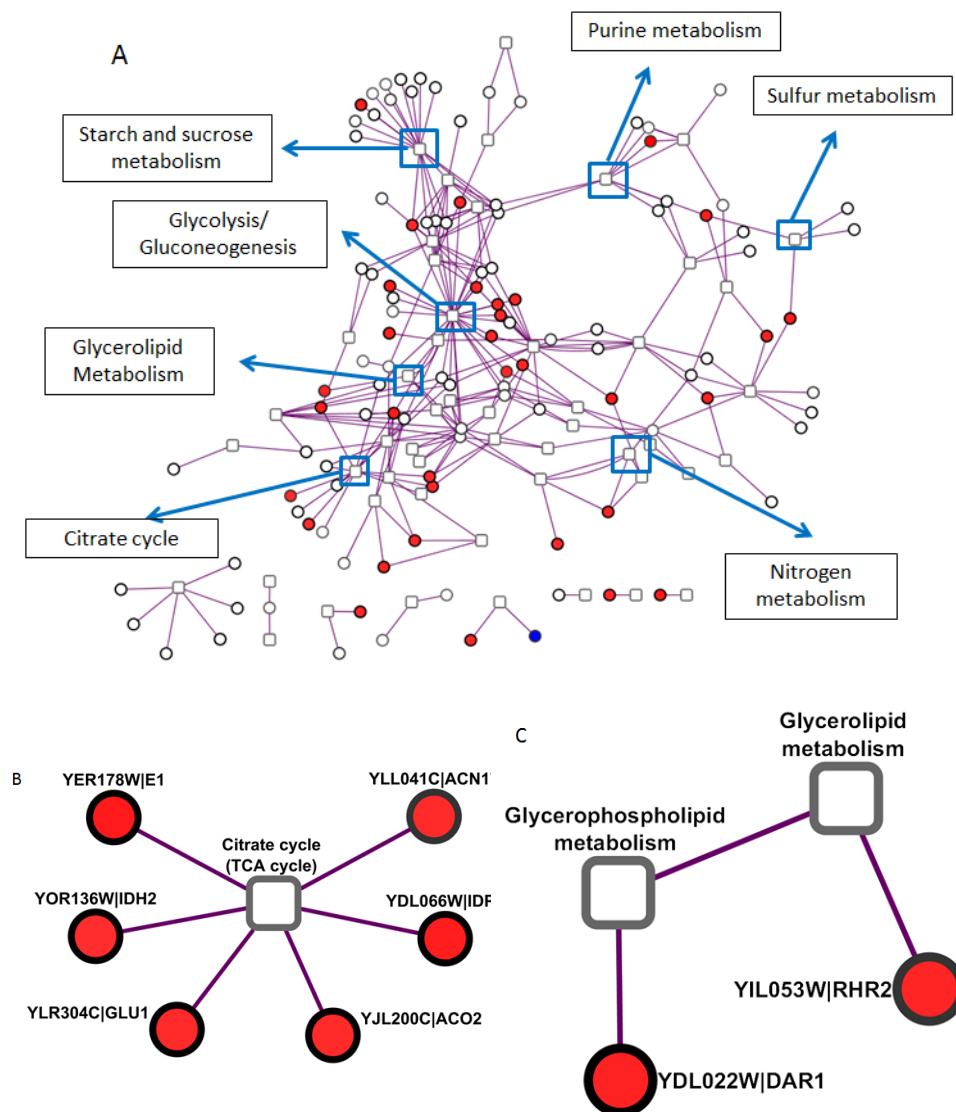 A
Purine metabolism
Sulfur metabolism
Starch and sucrose
metabolism
Glycolysis/
Gluconeogenesis
Glycerolipid
Metabolism
Citrate cycle
Nitrogen
metabolism
B
YER178W|E1
YLL041C|ACN1
Citrate cycle
(TCA cycle)
YOR136W|IDH2
YDL066W|IDP
YLR304C|GLU1
YJL200C|ACO2
C
Glycerolipid
metabolism
Glycerophospholipid
metabolism
YIL053W|RHR2
YDL022W|DAR1